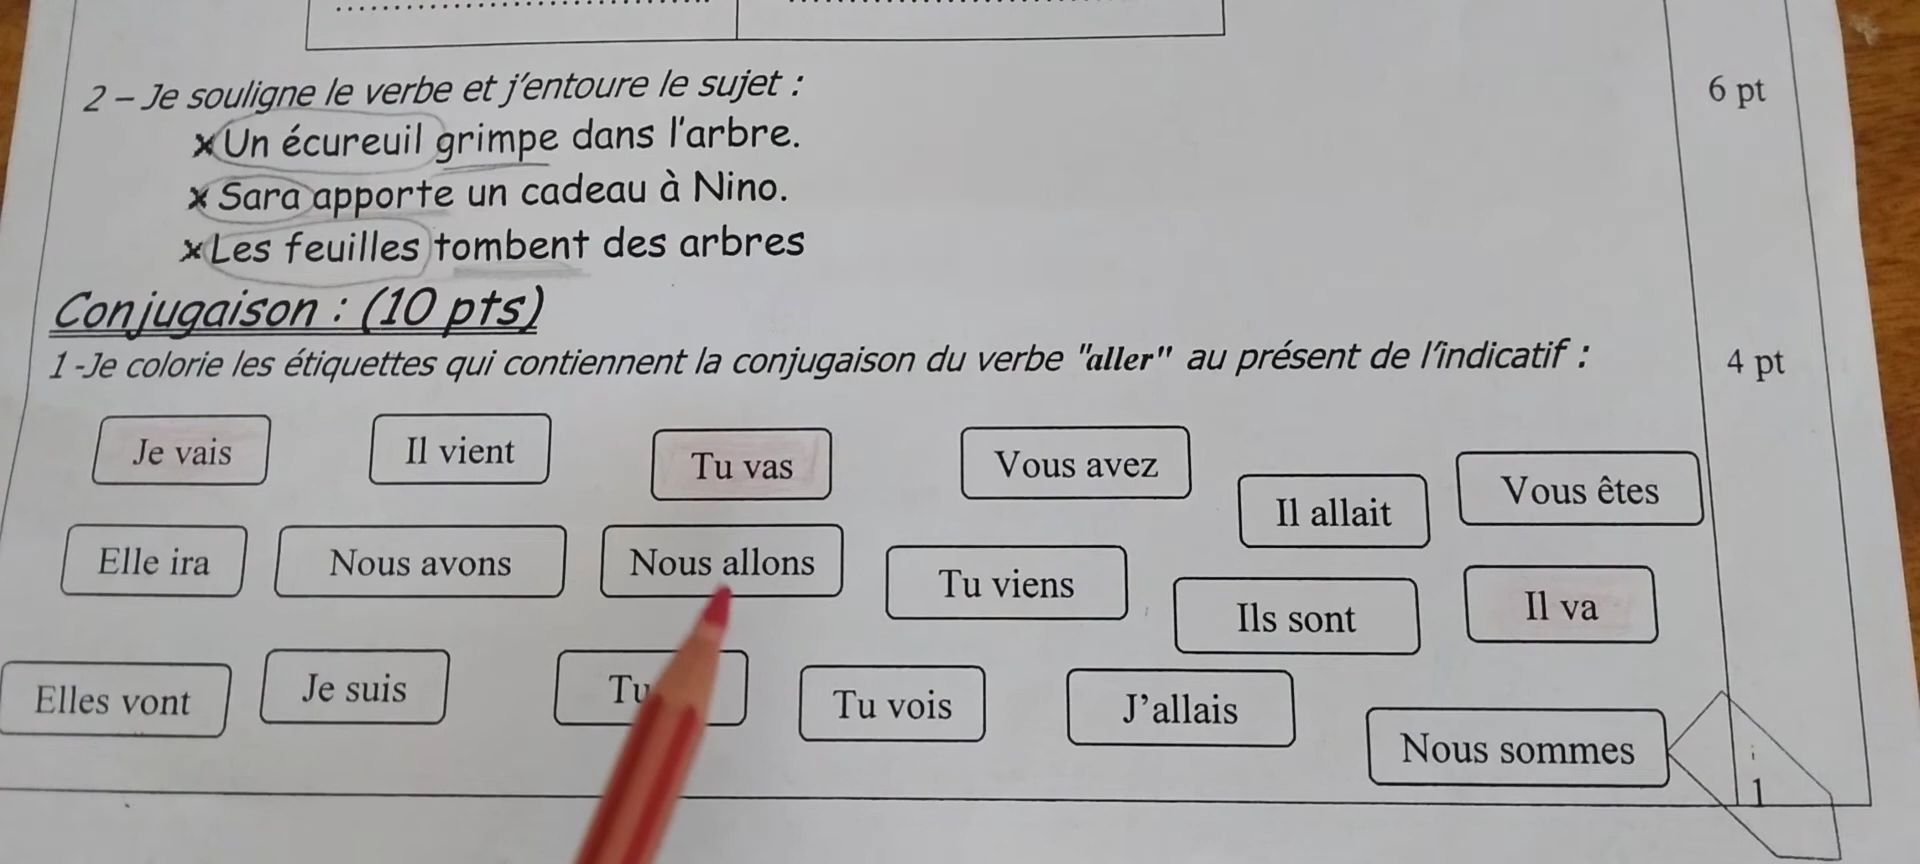 2 – Je souligne le verbe et j'entoure le sujet :
6 pt
× Un écureuil grimpe dans l'arbre.
× Sara apporte un cadeau à Nino.
× Les feuilles tombent des arbres
Conjugaison : (10 pts)
1 -Je colorie les étiquettes qui contiennent la conjugaison du verbe "aller" au présent de l'indicatif :
4 pt
Je vais
Il vient
Tu vas
Vous avez
Il allait
Vous êtes
Elle ira
Nous avons
Nous allons
Tu viens
Ils sont
Il va
Elles vont
Je suis
Tu
Tu vois
J'allais
Nous sommes
1